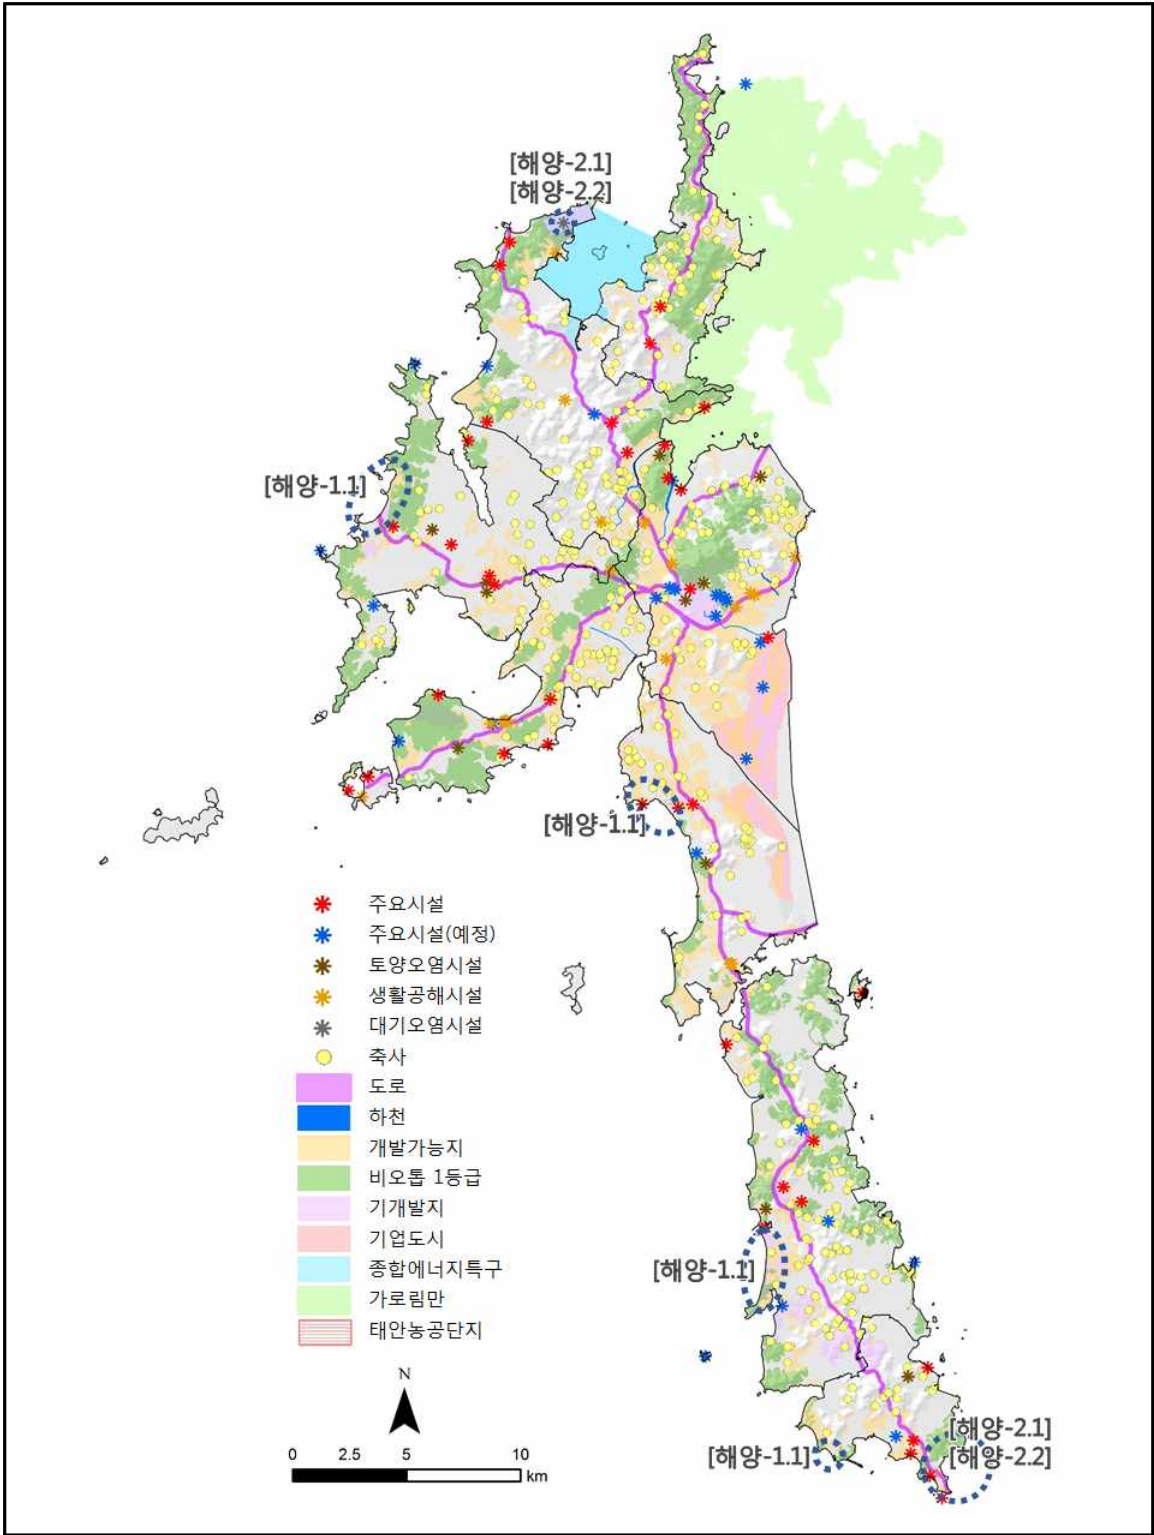 [해양-2.1]
[해양-2.2]
[해양-1.1]
[해양-1.1]
주요시설
주요시설(예정)
토양오염시설
생활공해시설
대기오염시설
축사
도로
하천
개발가능지
비오톱 1등급
기개발지
기업도시
종합에너지특구
가로림만
태안농공단지
[해양-1.1]
N
0 2.5 5 10
km
[해양-1.1]
[해양-2.1]
[해양-2.2]